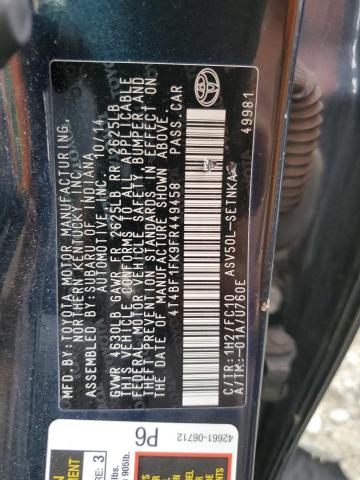 MFD. BY:TOYOTA MOTOR MANUFACTURING,
NORTHERN KENTUCKY, INC.
ASSEMBLED BY:SUBARU OF INDIANA
AUTOMOTIVE, INC. 10/14
GVWR 4630LB GAWR FR 2625LB RR 2625LB
THIS VEHICLE CONFORMS TO ALL APPLICABLE
FEDERAL MOTOR VEHICLE SAFETY, BUMPER AND
THEFT PREVENTION STANDARDS IN EFFECT ON
THE DATE OF MANUFACTURE SHOWN ABOVE.
4T4BF1FK9FR449458 PASS.CAR
C/TR:1H2/FC10 ASV50L-SETNKA
A/TM:-01A/U760E 49981
TOYOTA
42661-06712
P6
3